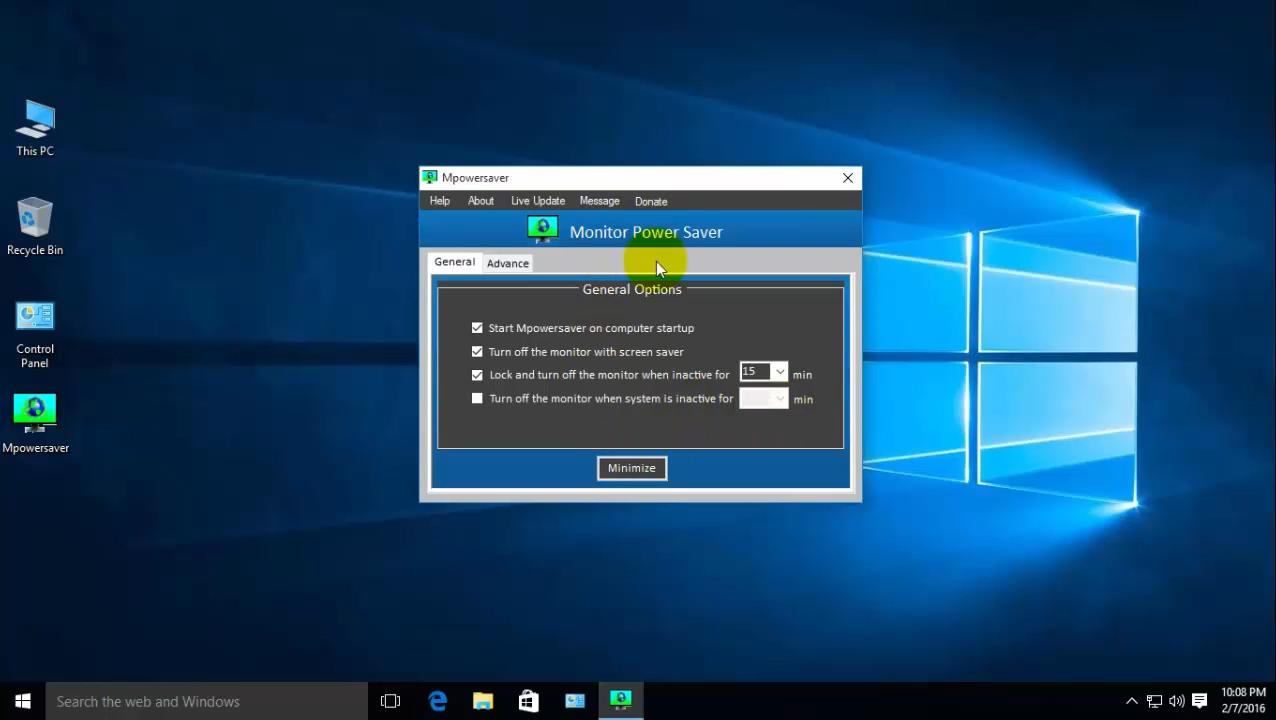 This PC
Recycle Bin
Control
Panel
Mpowersaver
Mpowersaver
Help About Live Update Message Donate
Monitor Power Saver
General Advance
General Options
Start Mpowersaver on computer startup
Turn off the monitor with screen saver
Lock and turn off the monitor when inactive for 15 min
Turn off the monitor when system is inactive for min
Minimize
Search the web and Windows
10:08 PM
2/7/2016